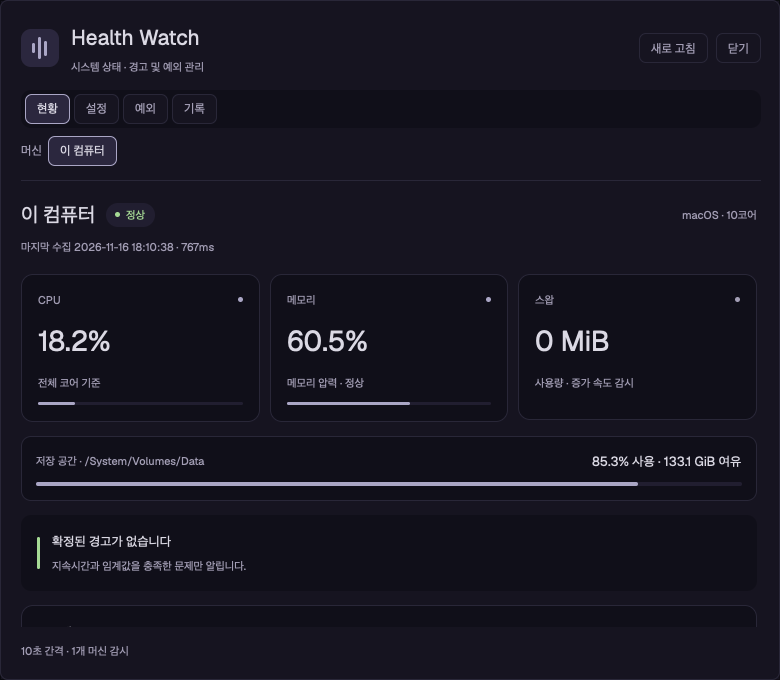 Health Watch
시스템 상태 · 경고 및 예외 관리
새로 고침
닫기
현황
설정
예외
기록
머신
이 컴퓨터
이 컴퓨터
정상
macOS · 10코어
마지막 수집 2026-11-16 18:10:38 · 767ms
CPU
18.2%
전체 코어 기준
메모리
60.5%
메모리 압력 · 정상
스왑
0 MiB
사용량 · 증가 속도 감시
저장 공간 · /System/Volumes/Data
85.3% 사용 · 133.1 GiB 여유
확정된 경고가 없습니다
지속시간과 임계값을 충족한 문제만 알립니다.
10초 간격 · 1개 머신 감시